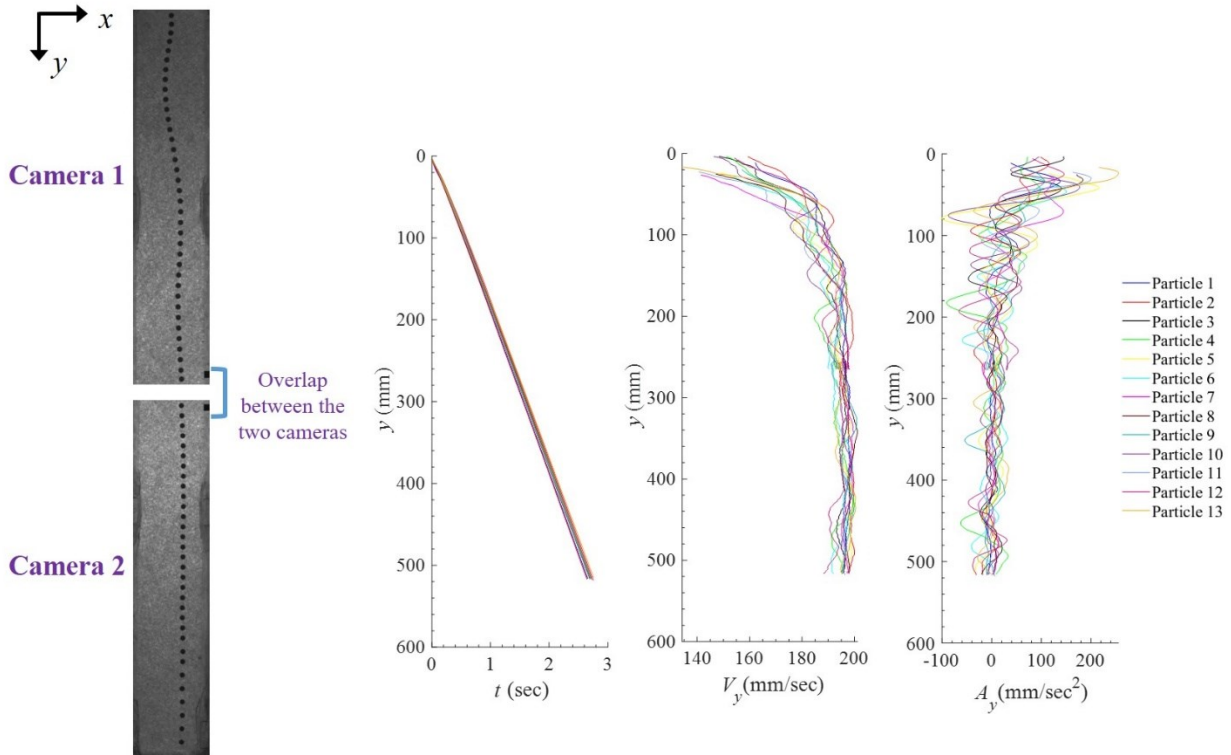 x
y
Camera 1
Overlap
between the
two cameras
Camera 2
0
100
200
300
400
500
600
y (mm)
0
1
2
3
t (sec)
0
100
200
300
400
500
600
y (mm)
140
160
180
200
V_y (mm/sec)
0
100
200
300
400
500
600
y (mm)
-100
0
100
200
A_y (mm/sec²)
Particle 1
Particle 2
Particle 3
Particle 4
Particle 5
Particle 6
Particle 7
Particle 8
Particle 9
Particle 10
Particle 11
Particle 12
Particle 13